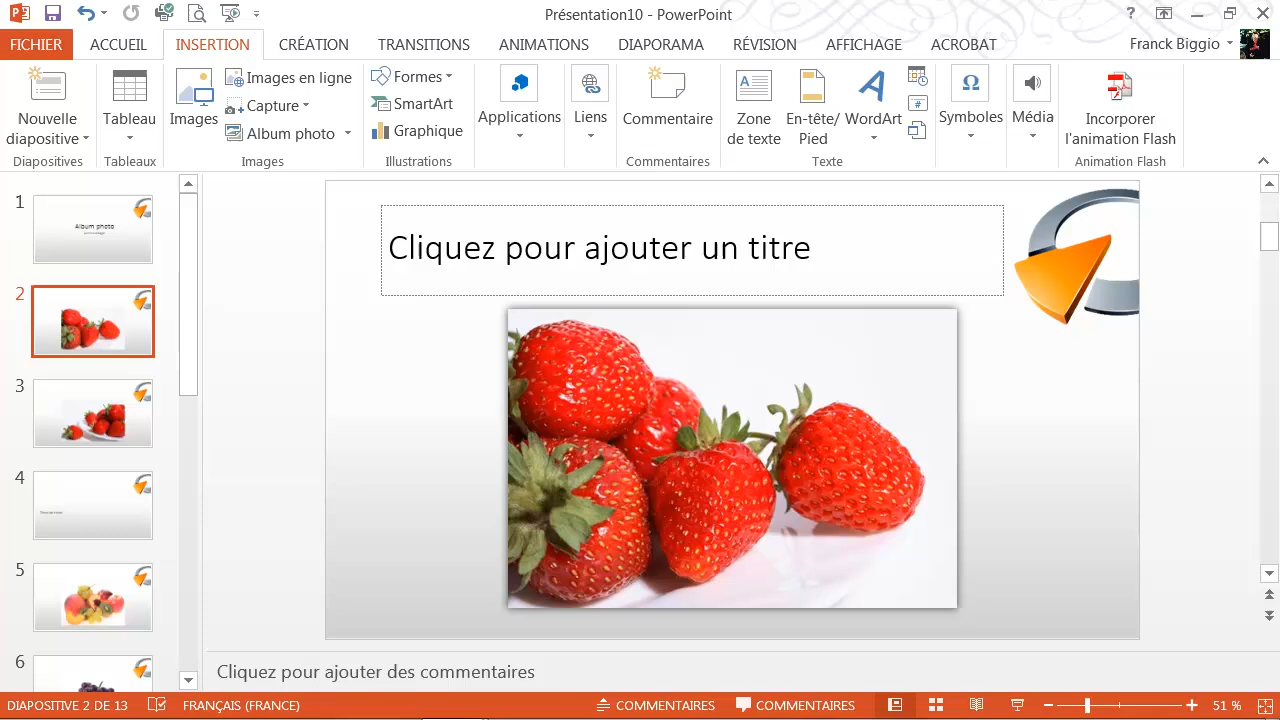 Présentation10 - PowerPoint
?
FICHIER ACCUEIL INSERTION CRÉATION TRANSITIONS ANIMATIONS DIAPORAMA RÉVISION AFFICHAGE ACROBAT Franck Biggio
Nouvelle diapositive
Diapositives
Tableau
Tableaux
Images
Images en ligne
Capture
Album photo
Images
Formes
SmartArt
Graphique
Illustrations
Applications
Liens
Commentaire
Commentaires
Zone de texte
En-tête/ Pied
WordArt
Texte
Symboles
Média
Incorporer l'animation Flash
Animation Flash
1
Album photo
2
3
4
5
6
Cliquez pour ajouter un titre
Cliquez pour ajouter des commentaires
DIAPOSITIVE 2 DE 13 FRANÇAIS (FRANCE) COMMENTAIRES COMMENTAIRES 51 %